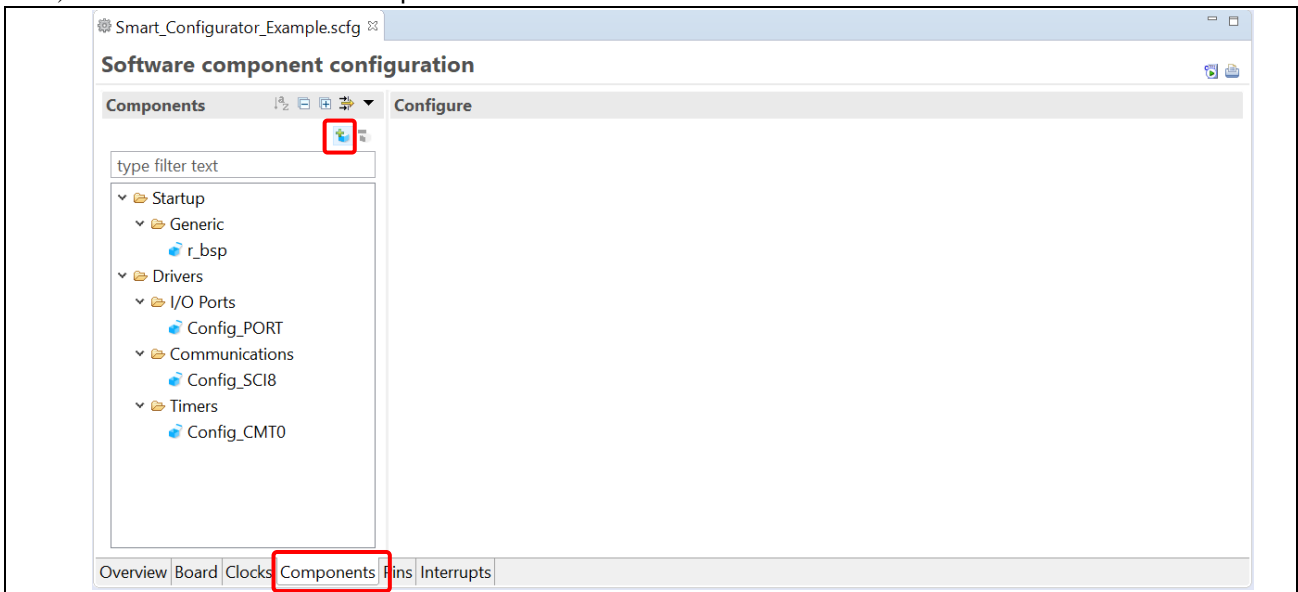 Smart_Configurator_Example.scfg
Software component configuration
Components
Configure
type filter text
Startup
Generic
r_bsp
Drivers
I/O Ports
Config_PORT
Communications
Config_SCI8
Timers
Config_CMT0
Overview Board Clocks Components Pins Interrupts